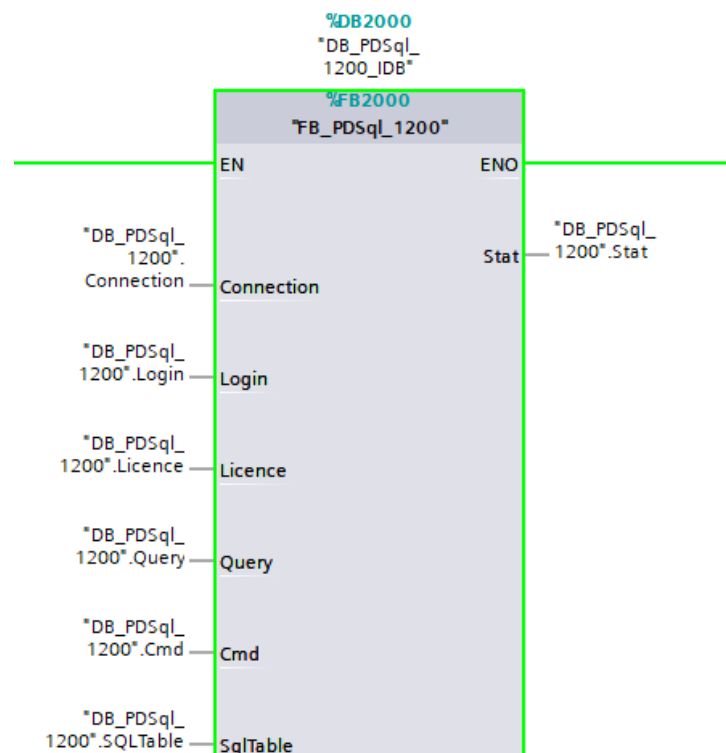 %DB2000
"DB_PDSql_
1200_IDB"
%FB2000
"FB_PDSql_1200"
EN
ENO
"DB_PDSql_
1200".
Connection
Connection
Stat
"DB_PDSql_
1200".Stat
"DB_PDSql_
1200".Login
Login
"DB_PDSql_
1200".Licence
Licence
"DB_PDSql_
1200".Query
Query
"DB_PDSql_
1200".Cmd
Cmd
"DB_PDSql_
1200".SQLTable
SqlTable